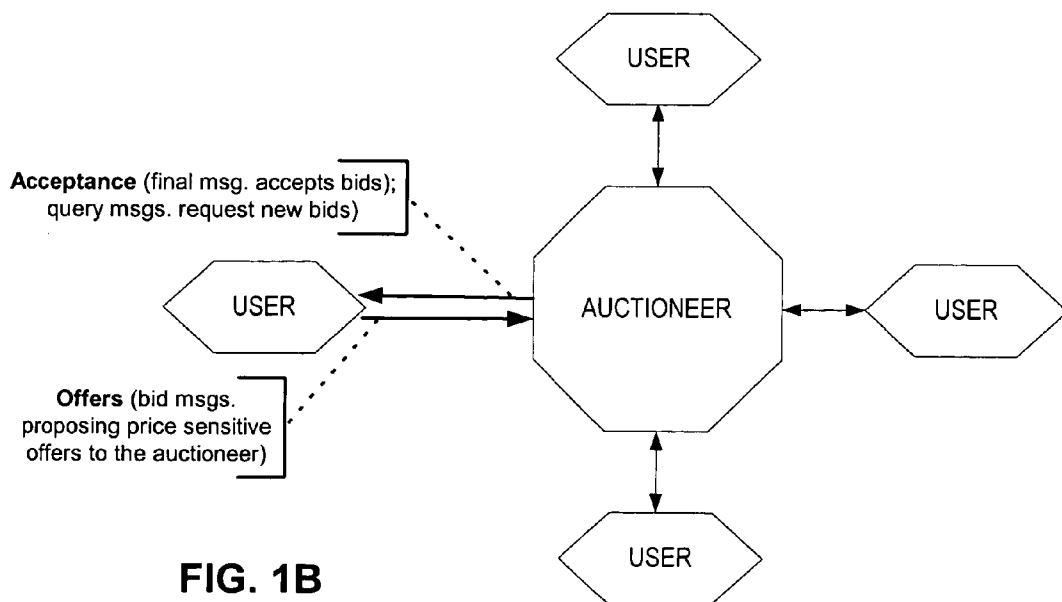 USER
Acceptance (final msg. accepts bids);
query msgs. request new bids)
USER
AUCTIONEER
USER
Offers (bid msgs.
proposing price sensitive
offers to the auctioneer)
USER
FIG. 1B